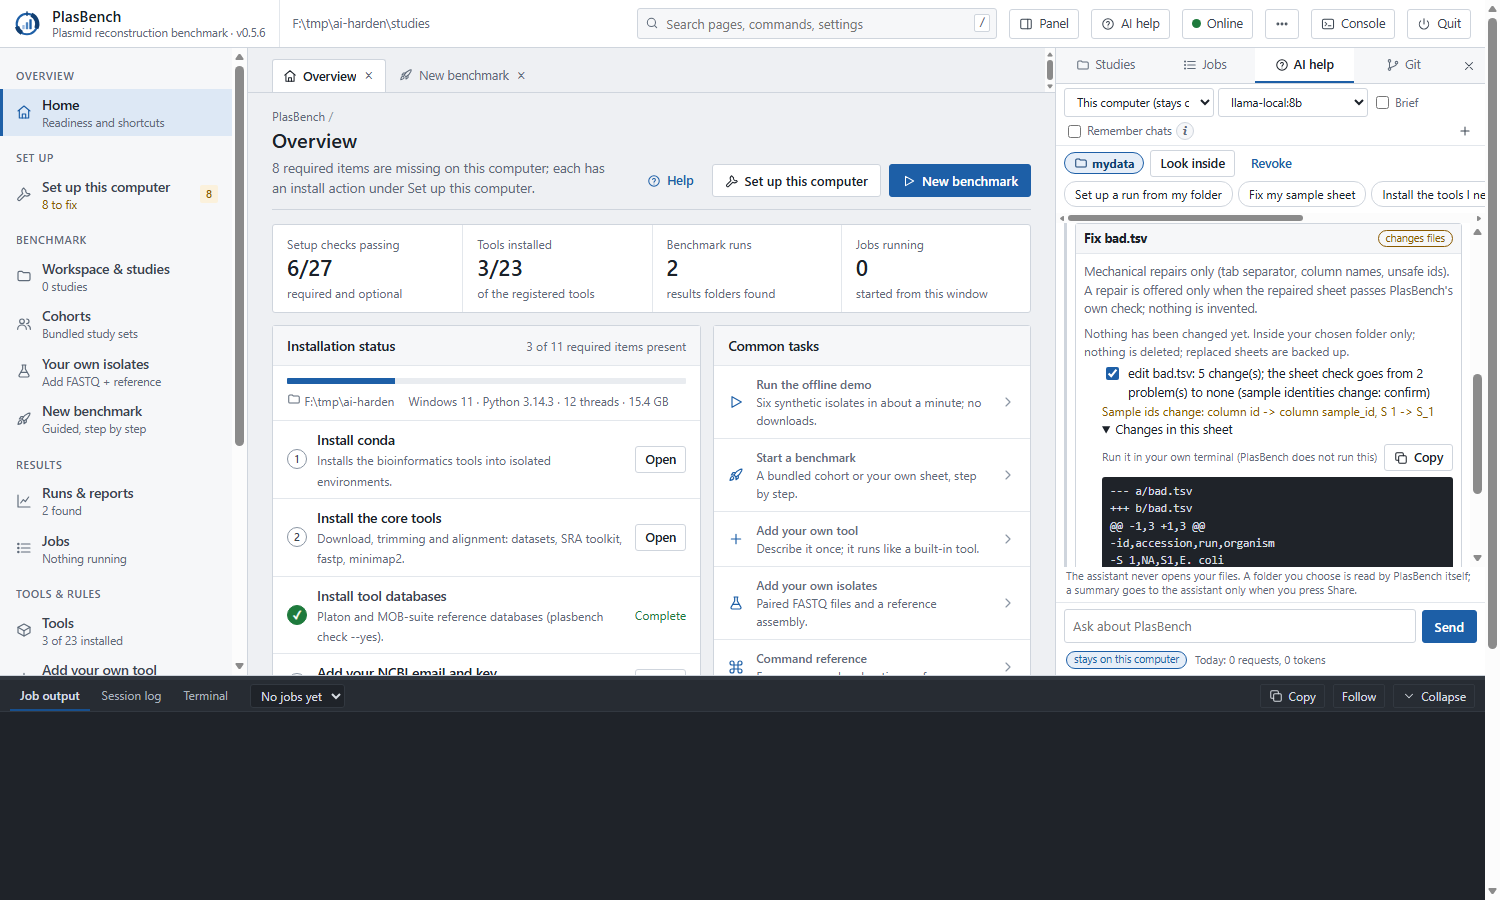 PlasBench
Plasmid reconstruction benchmark · v0.5.6
F:\tmp\ai-harden\studies
Search pages, commands, settings
/
Panel
AI help
Online
Console
Quit
OVERVIEW
Home
Readiness and shortcuts
SET UP
Set up this computer
8 to fix
8
BENCHMARK
Workspace & studies
0 studies
Cohorts
Bundled study sets
Your own isolates
Add FASTQ + reference
New benchmark
Guided, step by step
RESULTS
Runs & reports
2 found
Jobs
Nothing running
TOOLS & RULES
Tools
3 of 23 installed
Add your own tool
Overview ×
New benchmark ×
PlasBench /
Overview
8 required items are missing on this computer; each has
an install action under Set up this computer.
Help
Set up this computer
New benchmark
Setup checks passing
6/27
required and optional
Tools installed
3/23
of the registered tools
Benchmark runs
2
results folders found
Jobs running
0
started from this window
Installation status
3 of 11 required items present
F:\tmp\ai-harden Windows 11 · Python 3.14.3 · 12 threads · 15.4 GB
1
Install conda
Installs the bioinformatics tools into isolated
environments.
Open
2
Install the core tools
Download, trimming and alignment: datasets, SRA toolkit,
fastp, minimap2.
Open
Install tool databases
Platon and MOB-suite reference databases (plasbench
check --yes).
Complete
Add your NCBI email and key
Common tasks
Run the offline demo
Six synthetic isolates in about a minute; no
downloads.
Start a benchmark
A bundled cohort or your own sheet, step
by step.
Add your own tool
Describe it once; it runs like a built-in tool.
Add your own isolates
Paired FASTQ files and a reference
assembly.
Command reference
Studies
Jobs
AI help
Git
This computer (stays c
llama-local:8b
Brief
Remember chats i
mydata
Look inside
Revoke
Set up a run from my folder
Fix my sample sheet
Install the tools I ne
Fix bad.tsv
changes files
Mechanical repairs only (tab separator, column names, unsafe ids).
A repair is offered only when the repaired sheet passes PlasBench's
own check; nothing is invented.
Nothing has been changed yet. Inside your chosen folder only;
nothing is deleted; replaced sheets are backed up.
edit bad.tsv: 5 change(s); the sheet check goes from 2
problem(s) to none (sample identities change: confirm)
Sample ids change: column id -> column sample_id, S 1 -> S_1
Changes in this sheet
Run it in your own terminal (PlasBench does not run this)
Copy
--- a/bad.tsv
+++ b/bad.tsv
@@ -1,3 +1,3 @@
-id,accession,run,organism
-S 1,NA,S1,E. coli
The assistant never opens your files. A folder you choose is read by PlasBench itself;
a summary goes to the assistant only when you press Share.
Ask about PlasBench
Send
stays on this computer
Today: 0 requests, 0 tokens
Job output
Session log
Terminal
No jobs yet
Copy
Follow
Collapse